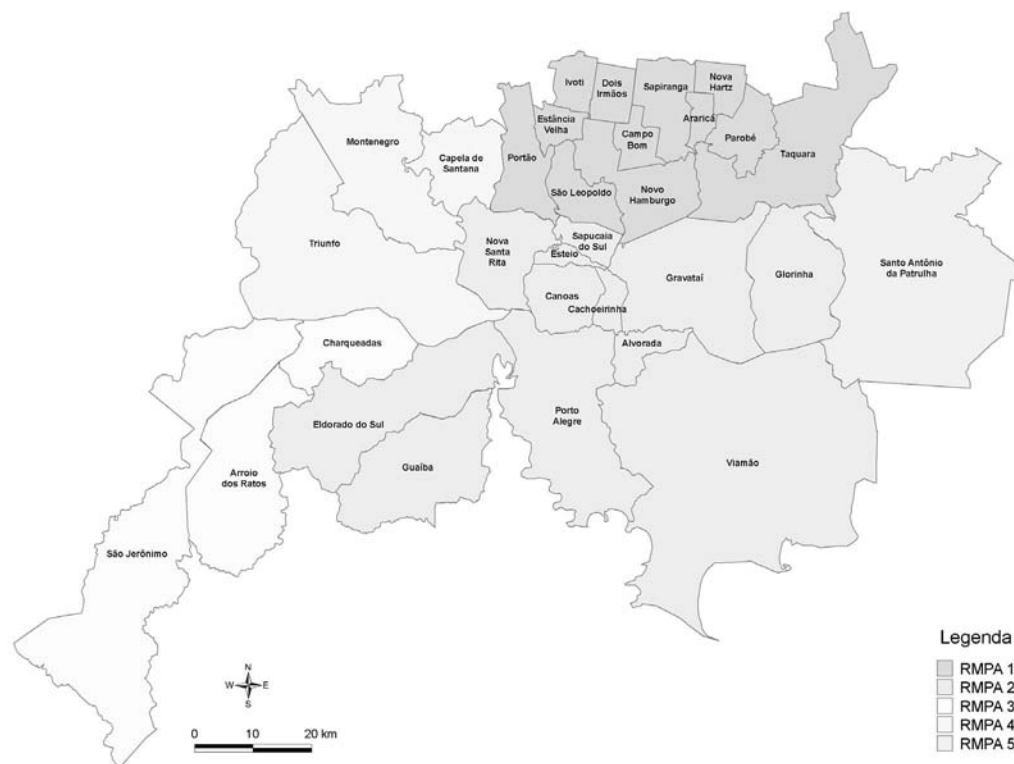 Ivoti
Dois
Irmãos
Sapiranga
Nova
Hartz
Estância
Velha
Araricá
Campo
Bom
Parobé
Montenegro
Capela de
Santana
Portão
Taquara
São Leopoldo
Novo
Hamburgo
Triunfo
Nova
Santa
Rita
Sapucaia
do Sul
Esteio
Gravataí
Glorinha
Santo Antônio
da Patrulha
Canoas
Cachoeirinha
Charqueadas
Alvorada
Eldorado do Sul
Porto
Alegre
Guaíba
Viamão
Arroio
dos Ratos
São Jerônimo
N
W E
S
0 10 20 km
Legenda
RMPA 1
RMPA 2
RMPA 3
RMPA 4
RMPA 5